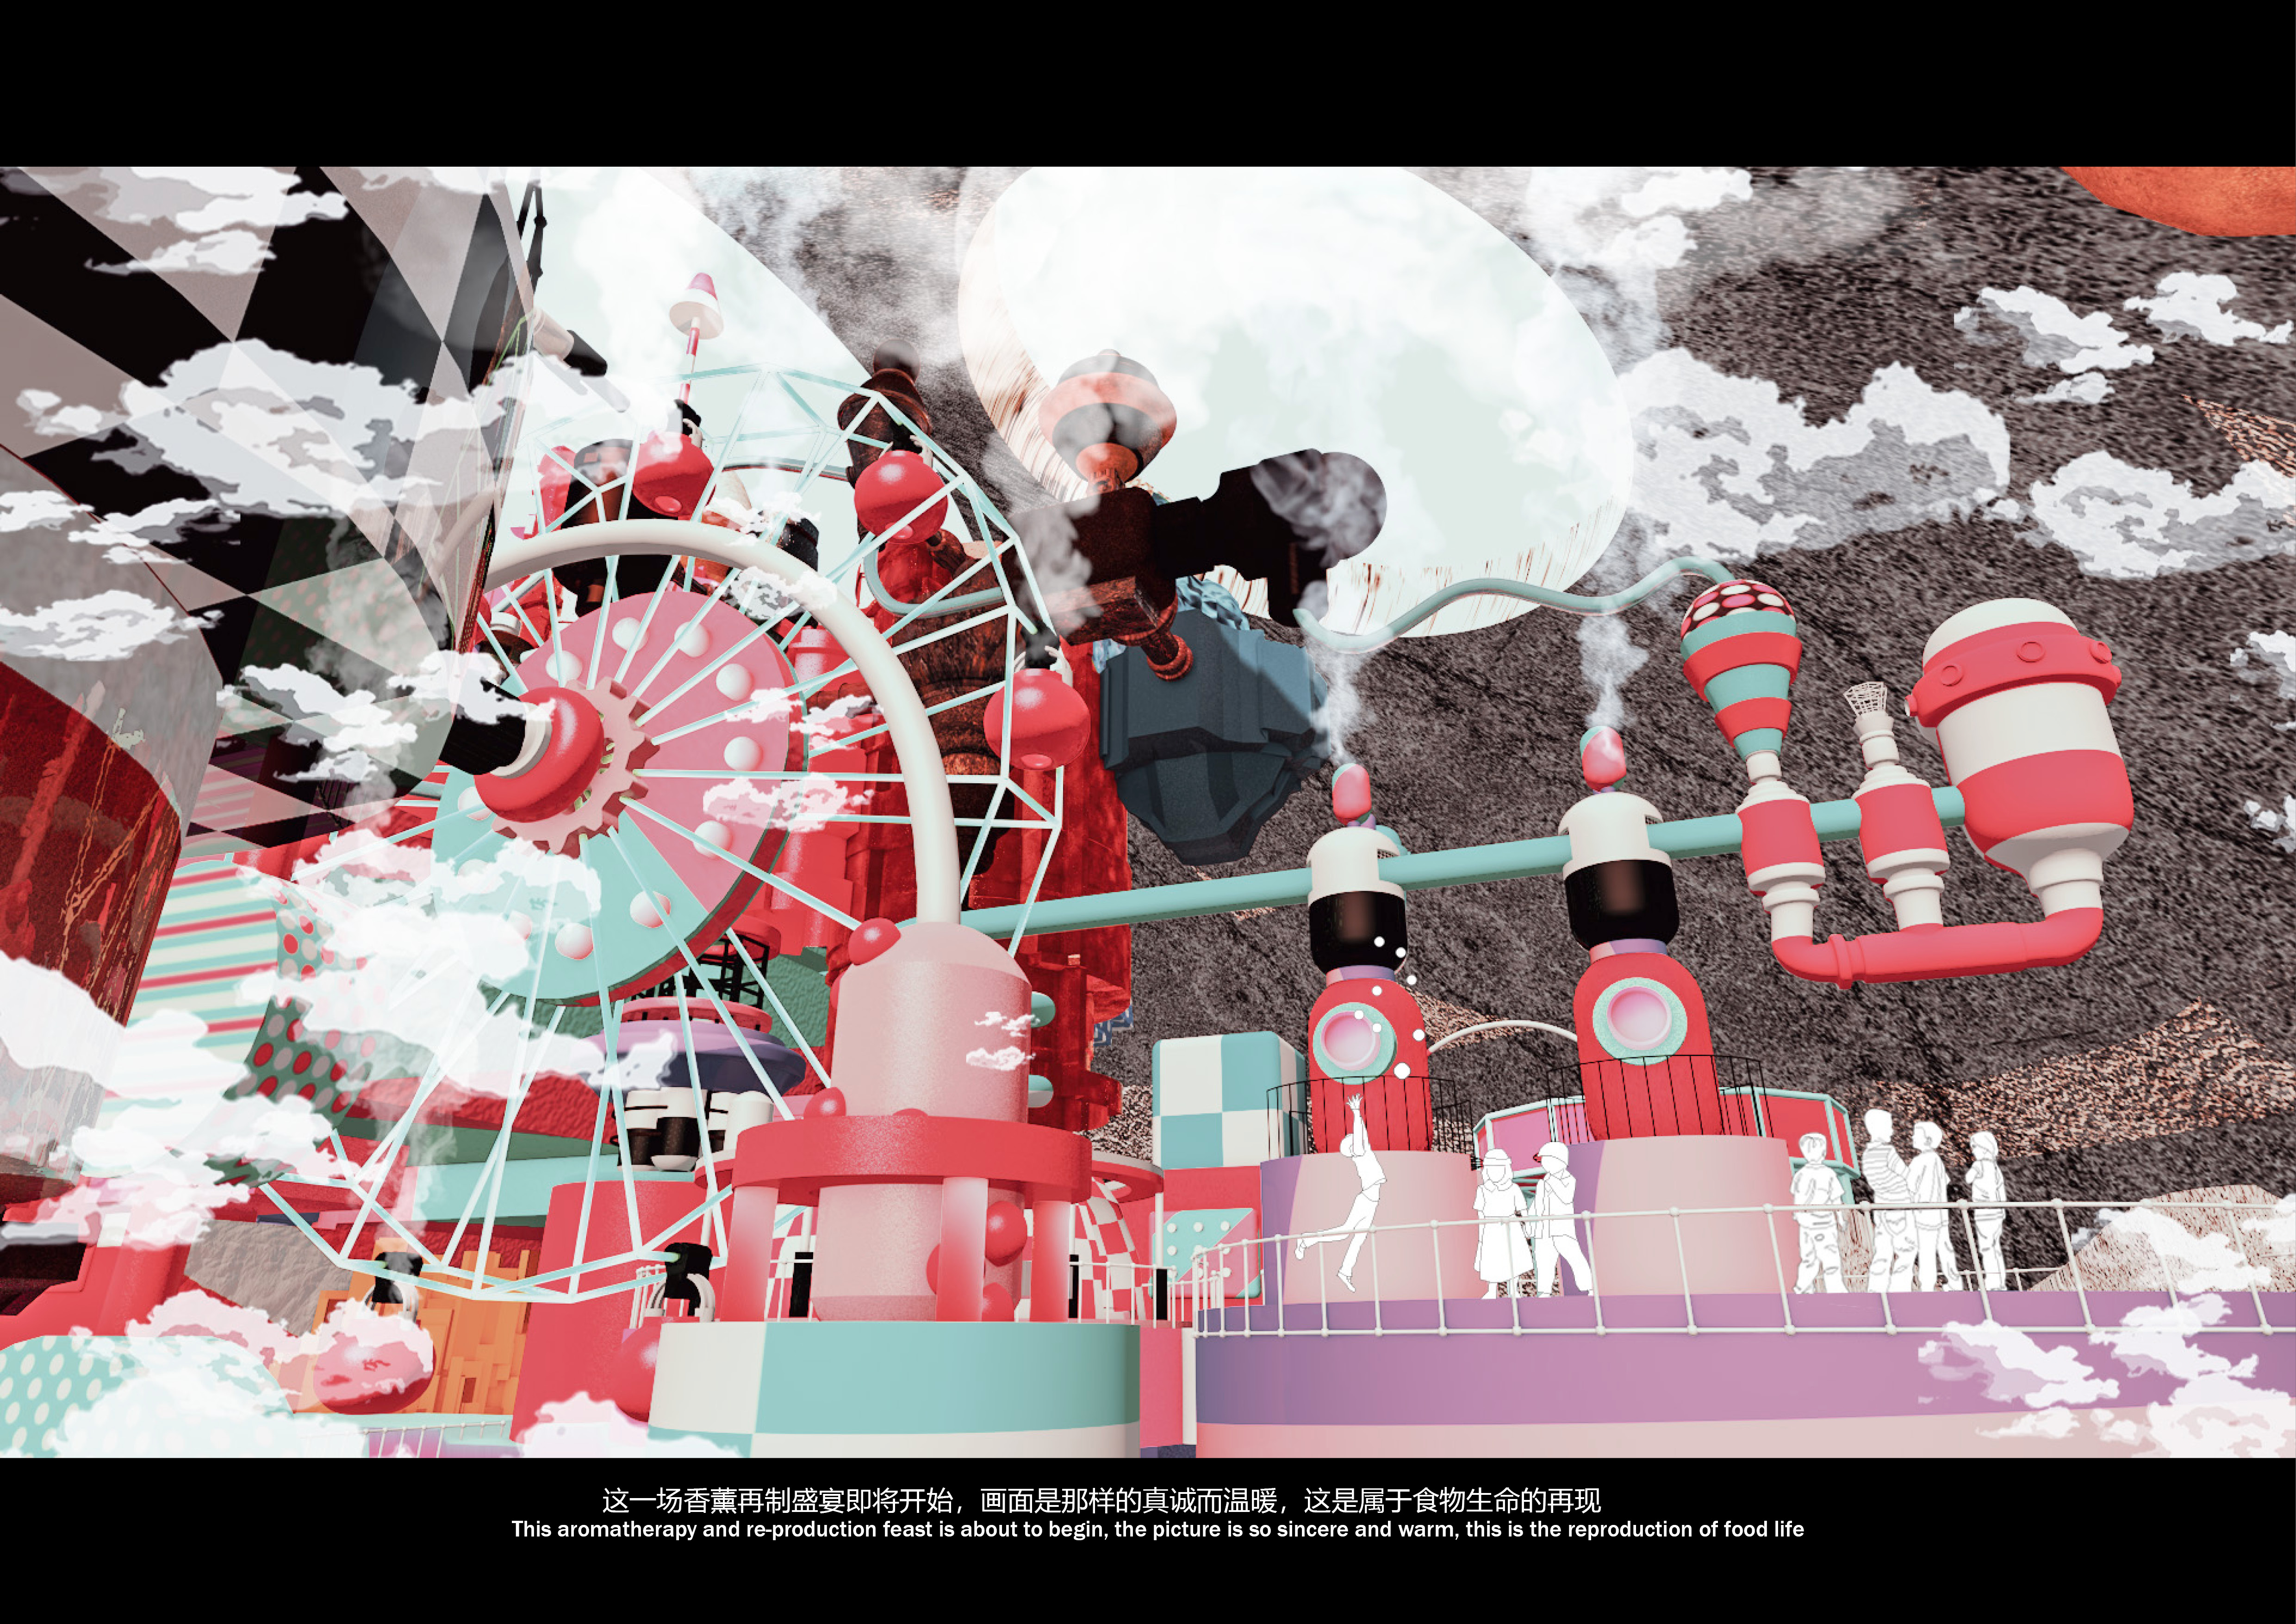 这一场香薰再制盛宴即将开始，画面是那样的真诚而温暖，这是属于食物生命的再现
This aromatherapy and re-production feast is about to begin, the picture is so sincere and warm, this is the reproduction of food life